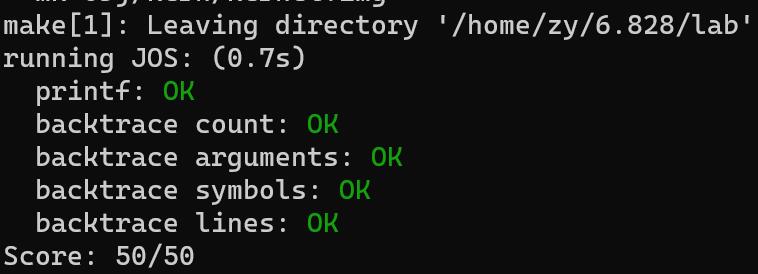 make[1]: Leaving directory '/home/zy/6.828/lab'
running JOS: (0.7s)
  printf: OK
  backtrace count: OK
  backtrace arguments: OK
  backtrace symbols: OK
  backtrace lines: OK
Score: 50/50